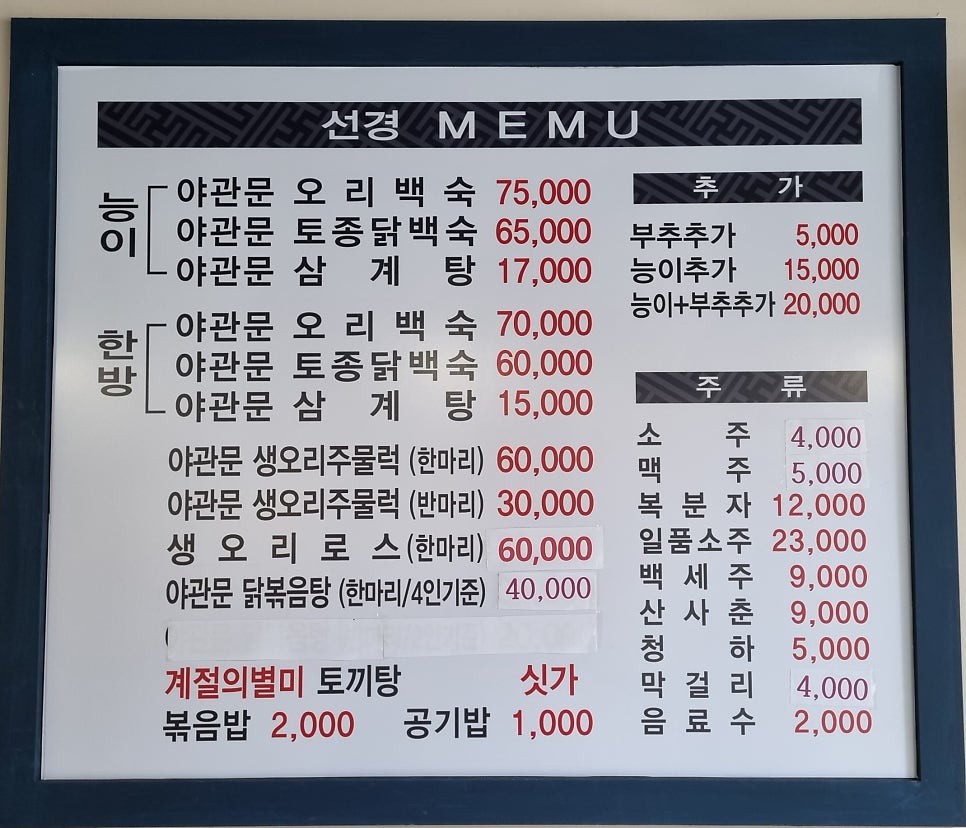 선경 MEMU
능이
야관문 오리백숙 75,000
야관문 토종닭백숙 65,000
야관문 삼계탕 17,000
한방
야관문 오리백숙 70,000
야관문 토종닭백숙 60,000
야관문 삼계탕 15,000
야관문 생오리주물럭 (한마리) 60,000
야관문 생오리주물럭 (반마리) 30,000
생오리로스 (한마리) 60,000
야관문 닭볶음탕 (한마리/4인기준) 40,000
계절의별미 토끼탕 싯가
볶음밥 2,000 공기밥 1,000
추가
부추추가 5,000
능이추가 15,000
능이+부추추가 20,000
주류
소주 4,000
맥주 5,000
복분자 12,000
일품소주 23,000
백세주 9,000
산사춘 9,000
청하 5,000
막걸리 4,000
음료수 2,000